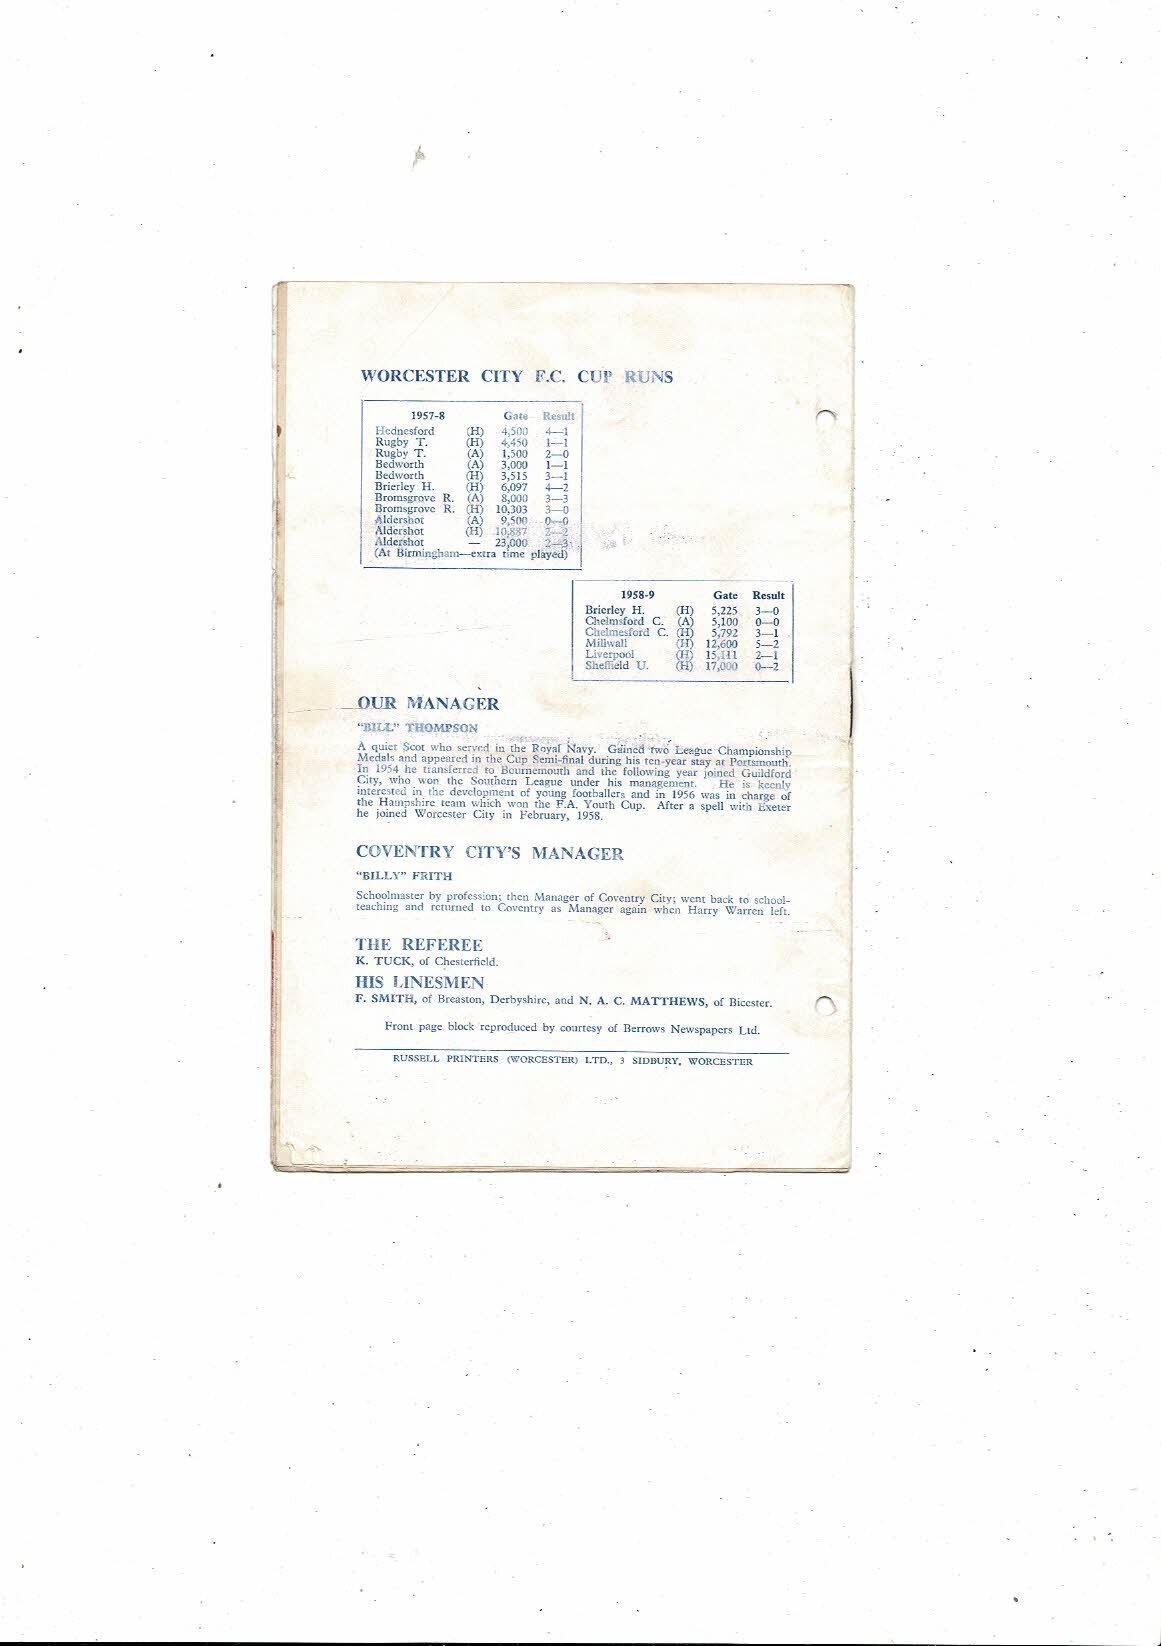 WORCESTER CITY F.C. CUP RUNS
1957-8 Gate Result
Hednesford (H) 4,500 4—1
Rugby T. (H) 4,450 1—1
Rugby T. (A) 1,500 2—0
Bedworth (A) 3,000 1—1
Bedworth (H) 3,515 3—1
Brierley H. (H) 6,097 4—2
Bromsgrove R. (A) 8,000 3—3
Bromsgrove R. (H) 10,303 3—0
Aldershot (A) 9,500 0—0
Aldershot (H) 10,887 2—2
Aldershot — 23,000 2—3
(At Birmingham—extra time played)
1958-9 Gate Result
Brierley H. (H) 5,225 3—0
Chelmsford C. (A) 5,100 0—0
Chelmesford C. (H) 5,792 3—1
Millwall (H) 12,600 5—2
Liverpool (H) 15,111 2—1
Sheffield U. (H) 17,000 0—2
OUR MANAGER
"BILL" THOMPSON
A quiet Scot who served in the Royal Navy. Gained two League Championship
Medals and appeared in the Cup Semi-final during his ten-year stay at Portsmouth.
In 1954 he transferred to Bournemouth and the following year joined Guildford
City, who won the Southern League under his management. He is keenly
interested in the development of young footballers and in 1956 was in charge of
the Hampshire team which won the F.A. Youth Cup. After a spell with Exeter
he joined Worcester City in February, 1958.
COVENTRY CITY'S MANAGER
"BILLY" FRITH
Schoolmaster by profession; then Manager of Coventry City; went back to school-
teaching and returned to Coventry as Manager again when Harry Warren left.
THE REFEREE
K. TUCK, of Chesterfield.
HIS LINESMEN
F. SMITH, of Breaston, Derbyshire, and N. A. C. MATTHEWS, of Bicester.
Front page block reproduced by courtesy of Berrows Newspapers Ltd.
RUSSELL PRINTERS (WORCESTER) LTD., 3 SIDBURY, WORCESTER